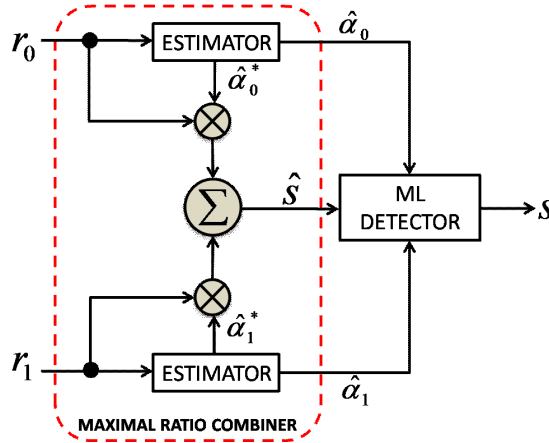 r₀
ESTIMATOR
α̂₀
α̂₀*
Σ
ŝ
ML
DETECTOR
s
α̂₁*
r₁
ESTIMATOR
α̂₁
MAXIMAL RATIO COMBINER